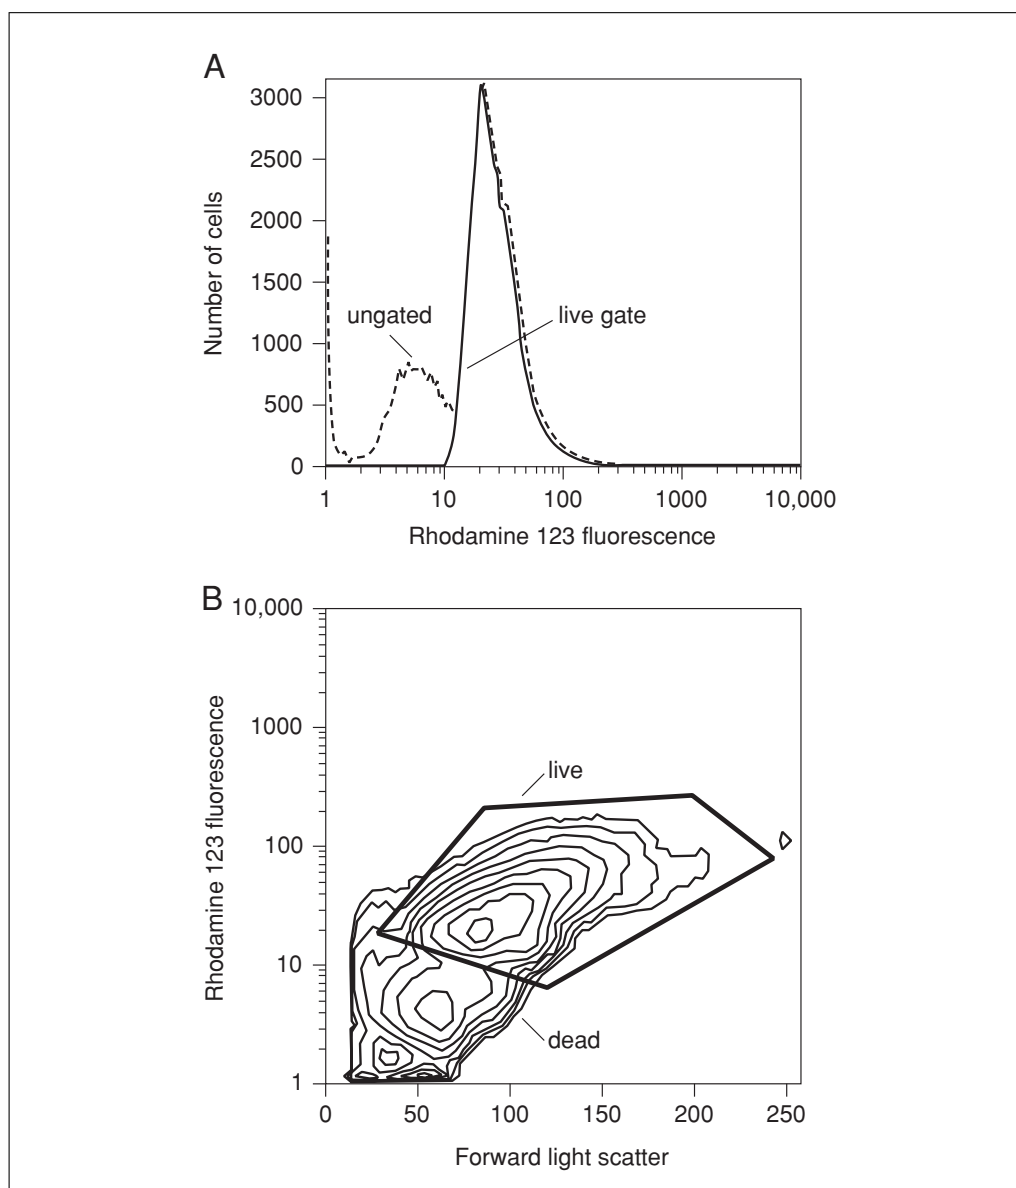 A
3000
2500
2000
1500
1000
500
0
Number of cells
ungated
live gate
1 10 100 1000 10,000
Rhodamine 123 fluorescence
B
10,000
1000
100
10
1
Rhodamine 123 fluorescence
live
dead
0 50 100 150 200 250
Forward light scatter